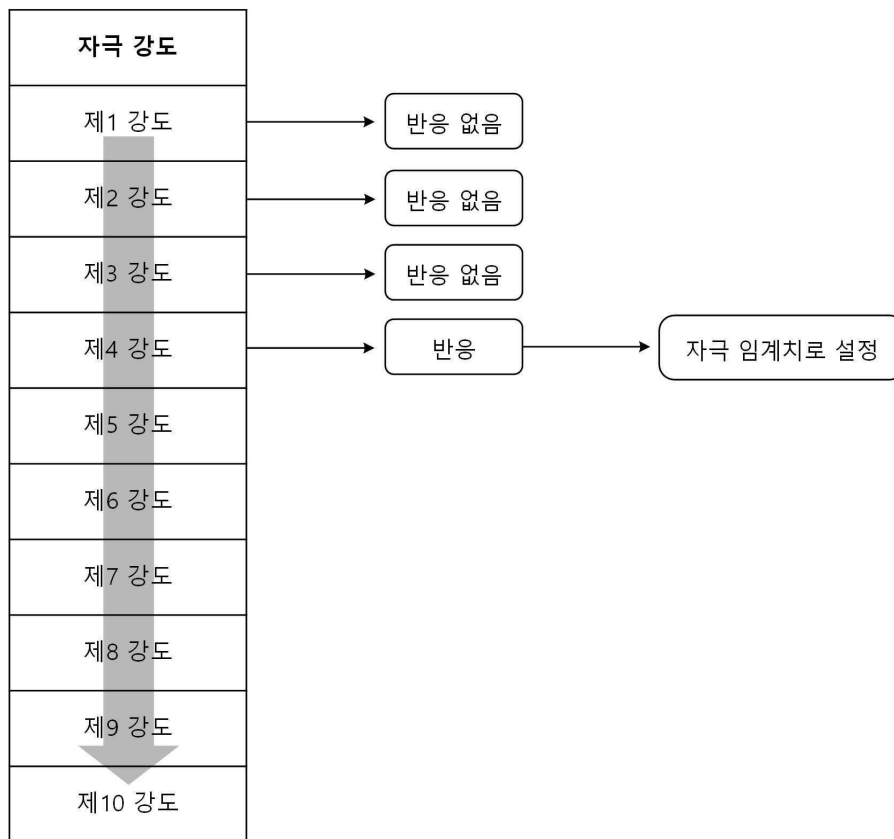 자극 강도
제1 강도
반응 없음
제2 강도
반응 없음
제3 강도
반응 없음
제4 강도
반응
자극 임계치로 설정
제5 강도
제6 강도
제7 강도
제8 강도
제9 강도
제10 강도